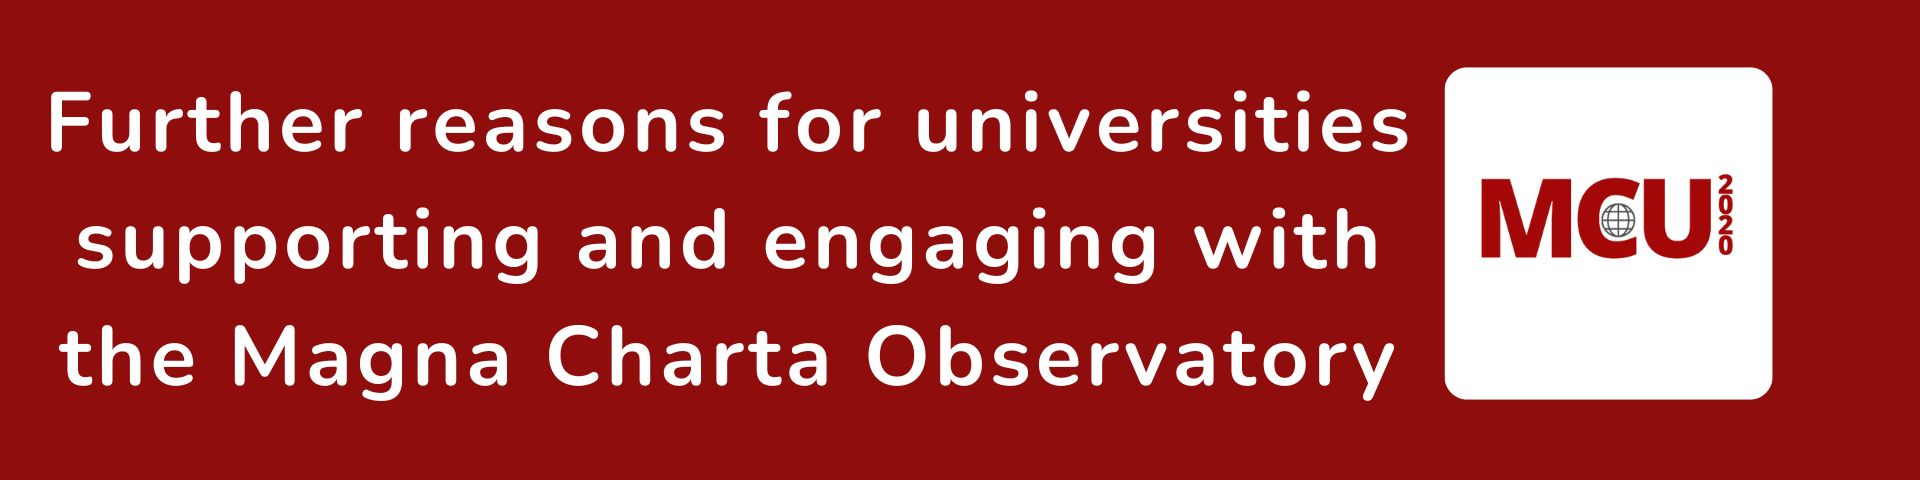 Further reasons for universities
supporting and engaging with
the Magna Charta Observatory
MCU 2020